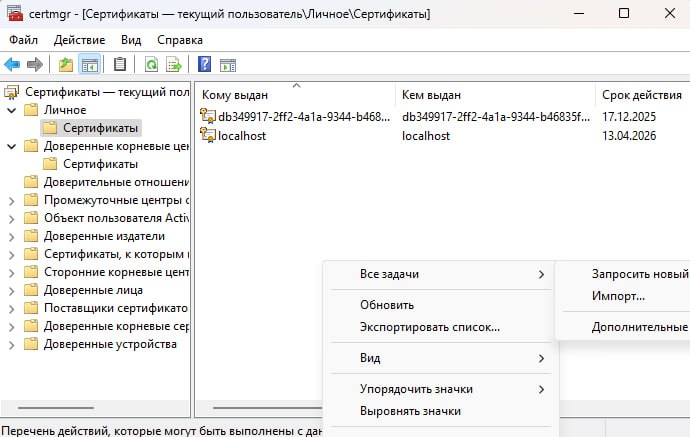 certmgr - [Сертификаты — текущий пользователь\Личное\Сертификаты]
Файл Действие Вид Справка
Сертификаты — текущий пол
Личное
Сертификаты
Доверенные корневые цен
Сертификаты
Доверительные отношени
Промежуточные центры с
Объект пользователя Activ
Доверенные издатели
Сертификаты, к которым н
Сторонние корневые цент
Доверенные лица
Поставщики сертификато
Доверенные корневые сер
Доверенные устройства
Кому выдан Кем выдан Срок действия
db349917-2ff2-4a1a-9344-b468... db349917-2ff2-4a1a-9344-b46835f... 17.12.2025
localhost localhost 13.04.2026
Все задачи
Обновить
Экспортировать список...
Вид
Упорядочить значки
Выровнять значки
Запросить новый
Импорт...
Дополнительные
Перечень действий, которые могут быть выполнены с дан